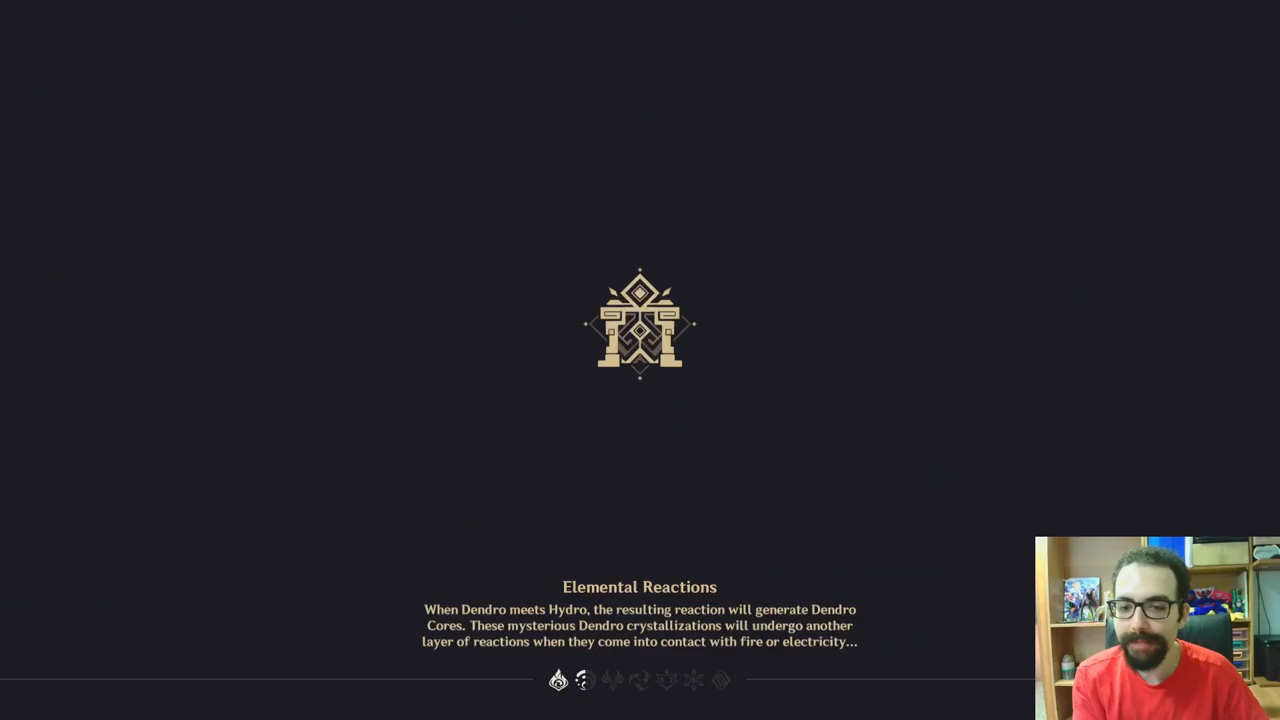 Elemental Reactions
When Dendro meets Hydro, the resulting reaction will generate Dendro
Cores. These mysterious Dendro crystallizations will undergo another
layer of reactions when they come into contact with fire or electricity...